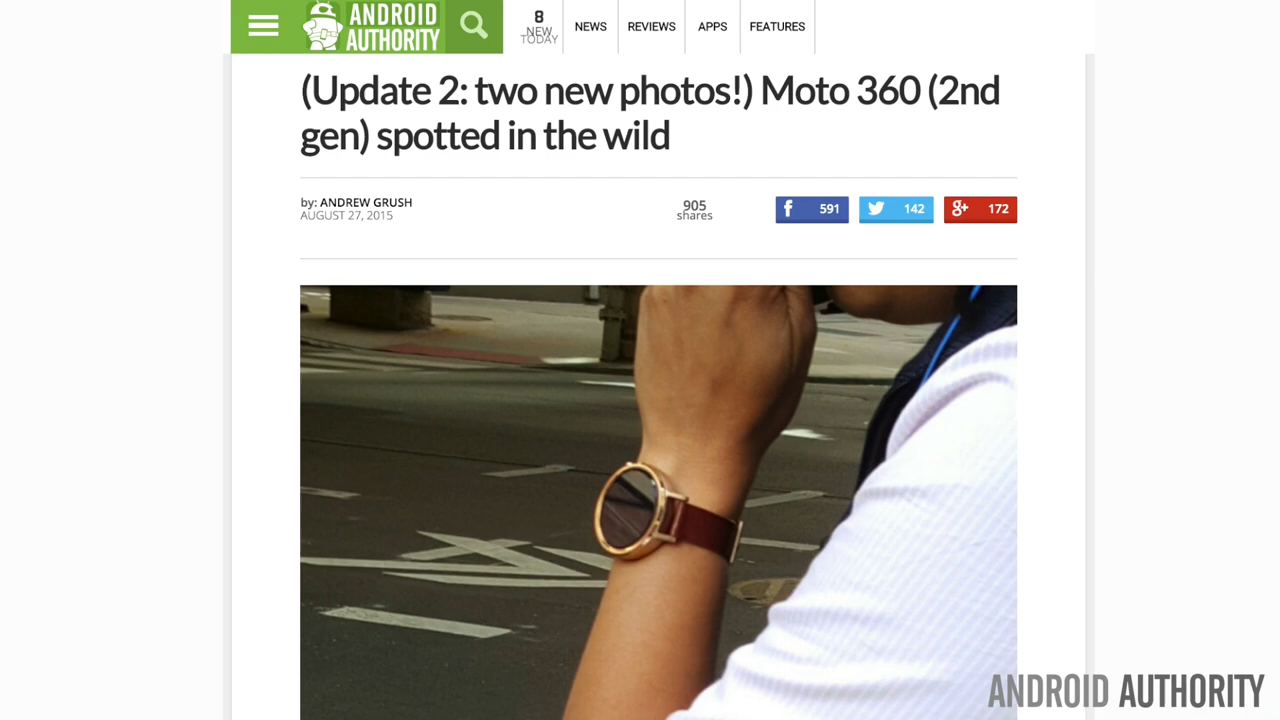 ANDROID
AUTHORITY
8
NEW
TODAY
NEWS
REVIEWS
APPS
FEATURES
(Update 2: two new photos!) Moto 360 (2nd
gen) spotted in the wild
by: ANDREW GRUSH
AUGUST 27, 2015
905
shares
f 591
142
g+ 172
ANDROID AUTHORITY